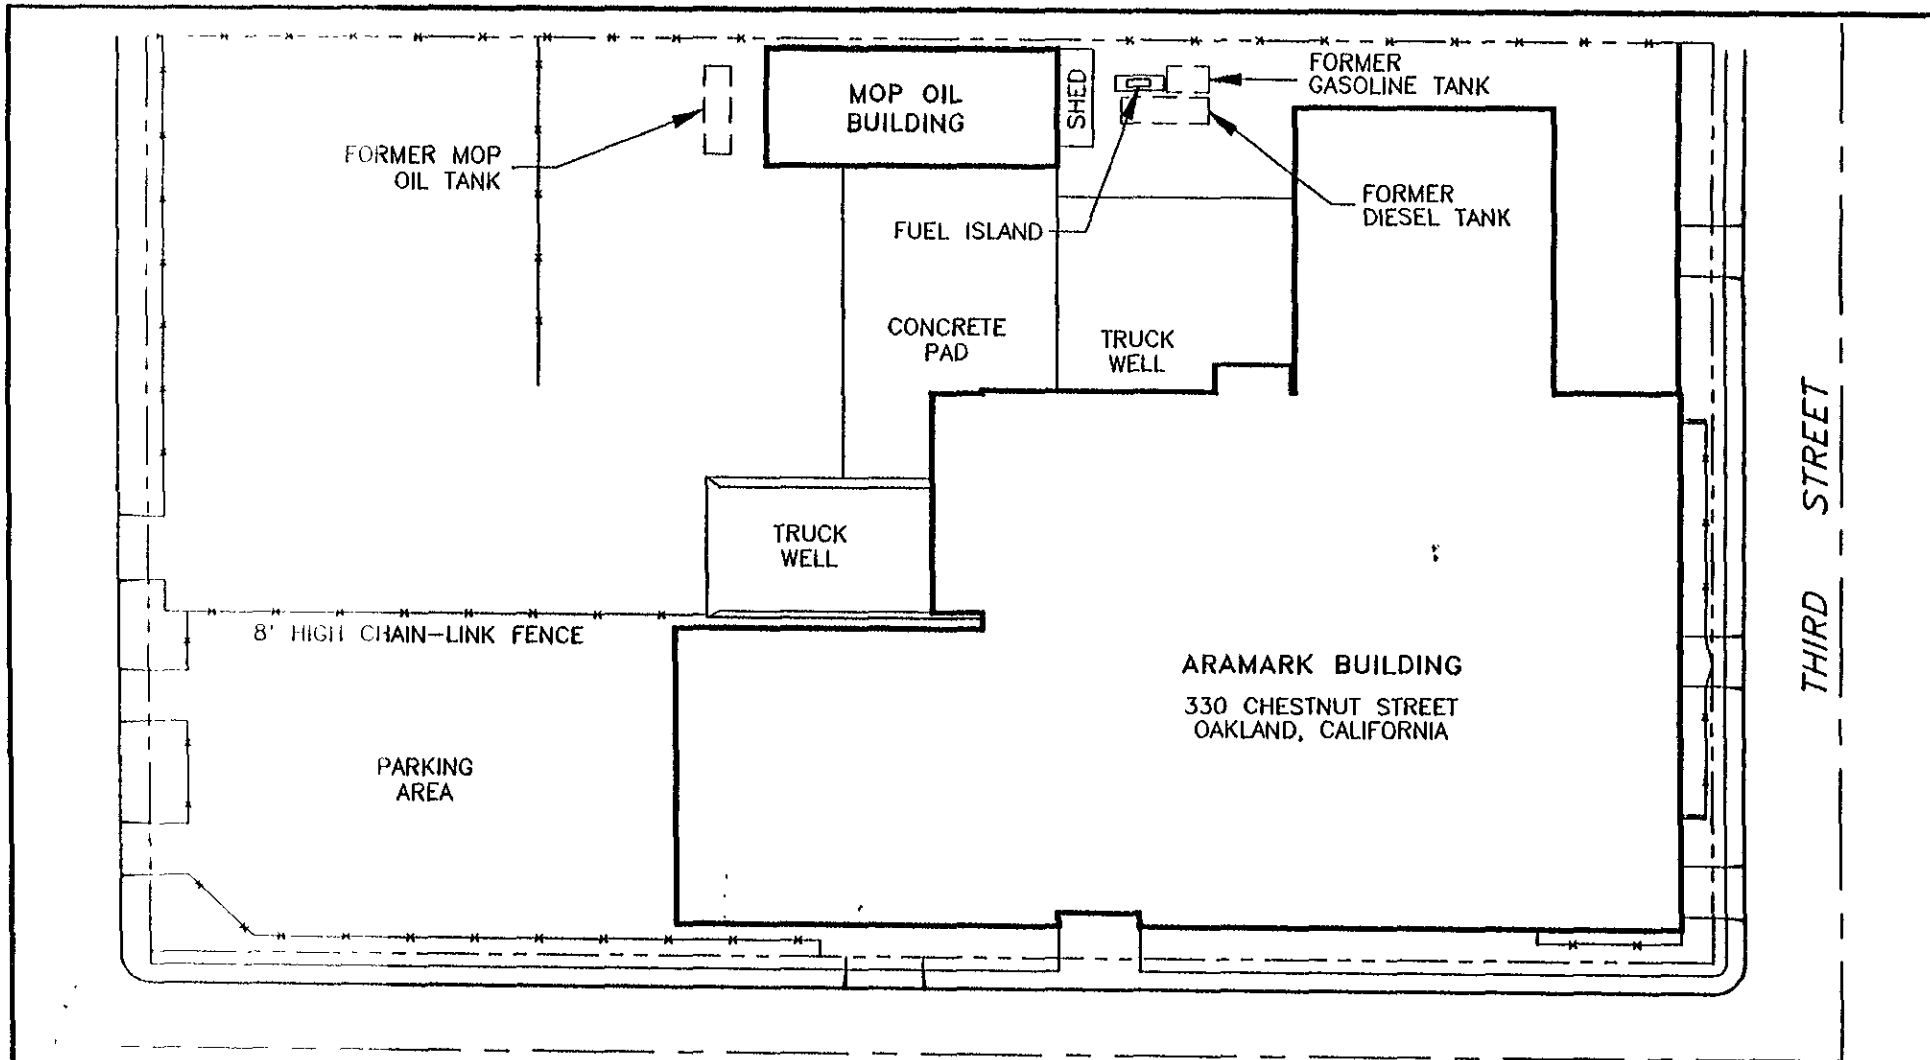 FORMER
GASOLINE TANK
MOP OIL
BUILDING
SHED
FORMER MOP
OIL TANK
FORMER
DIESEL TANK
FUEL ISLAND
CONCRETE
PAD
TRUCK
WELL
THIRD STREET
TRUCK
WELL
8' HIGH CHAIN-LINK FENCE
ARAMARK BUILDING
330 CHESTNUT STREET
OAKLAND, CALIFORNIA
PARKING
AREA